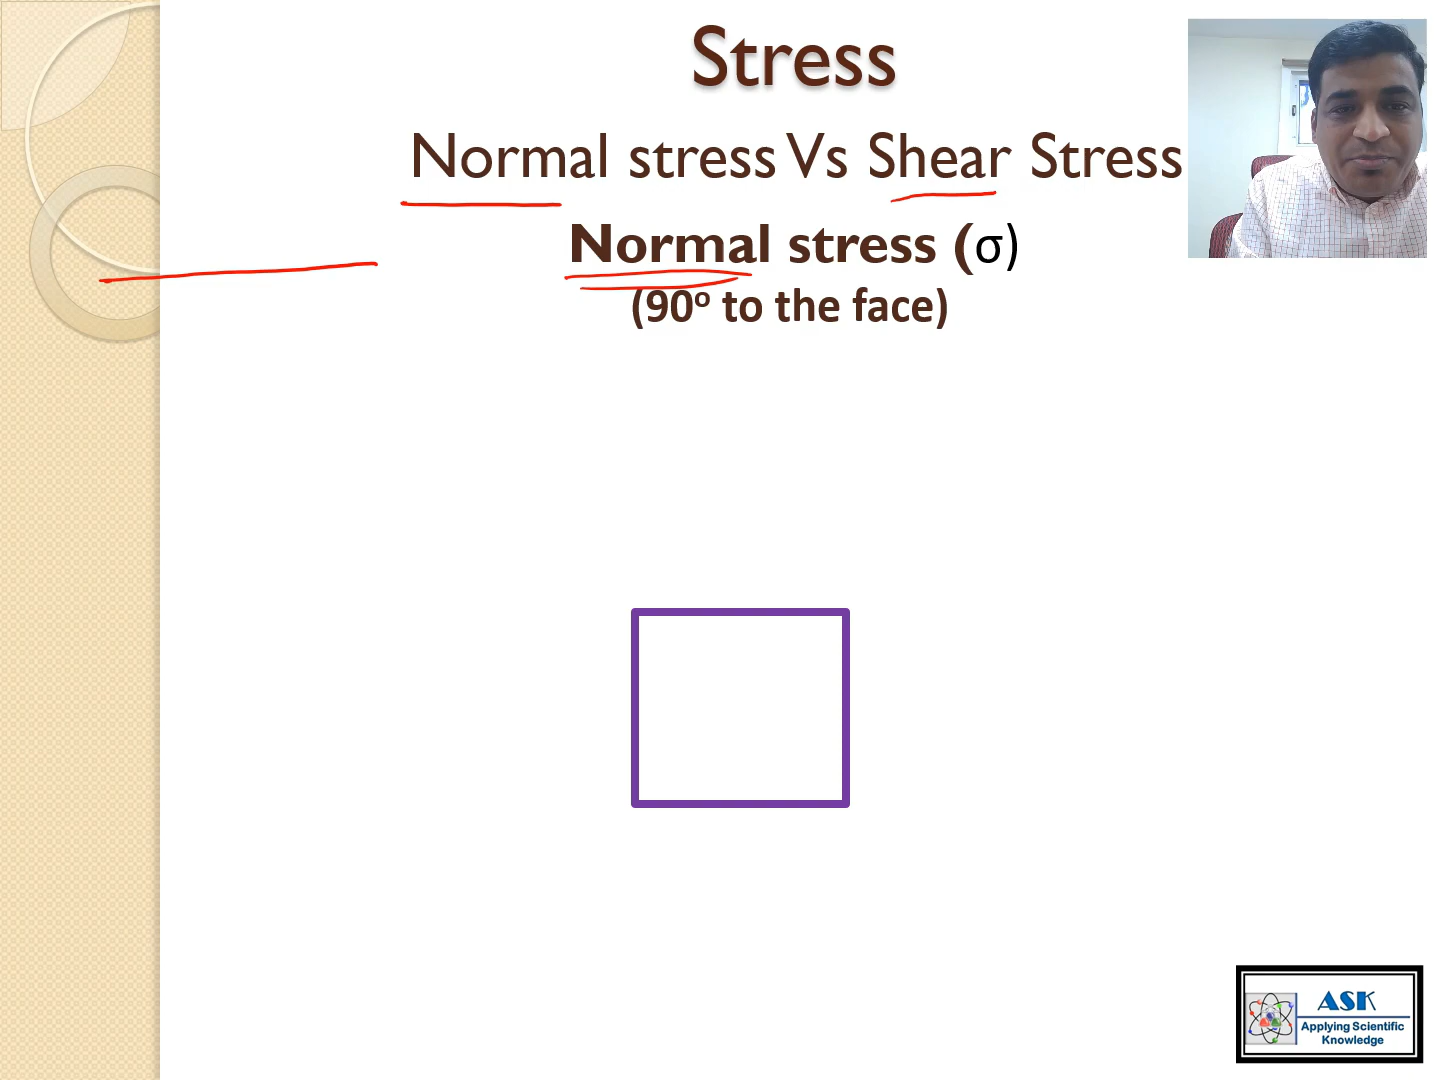 Stress
Normal stress Vs Shear Stress
Normal stress (σ)
(90º to the face)
ASK
Applying Scientific
Knowledge